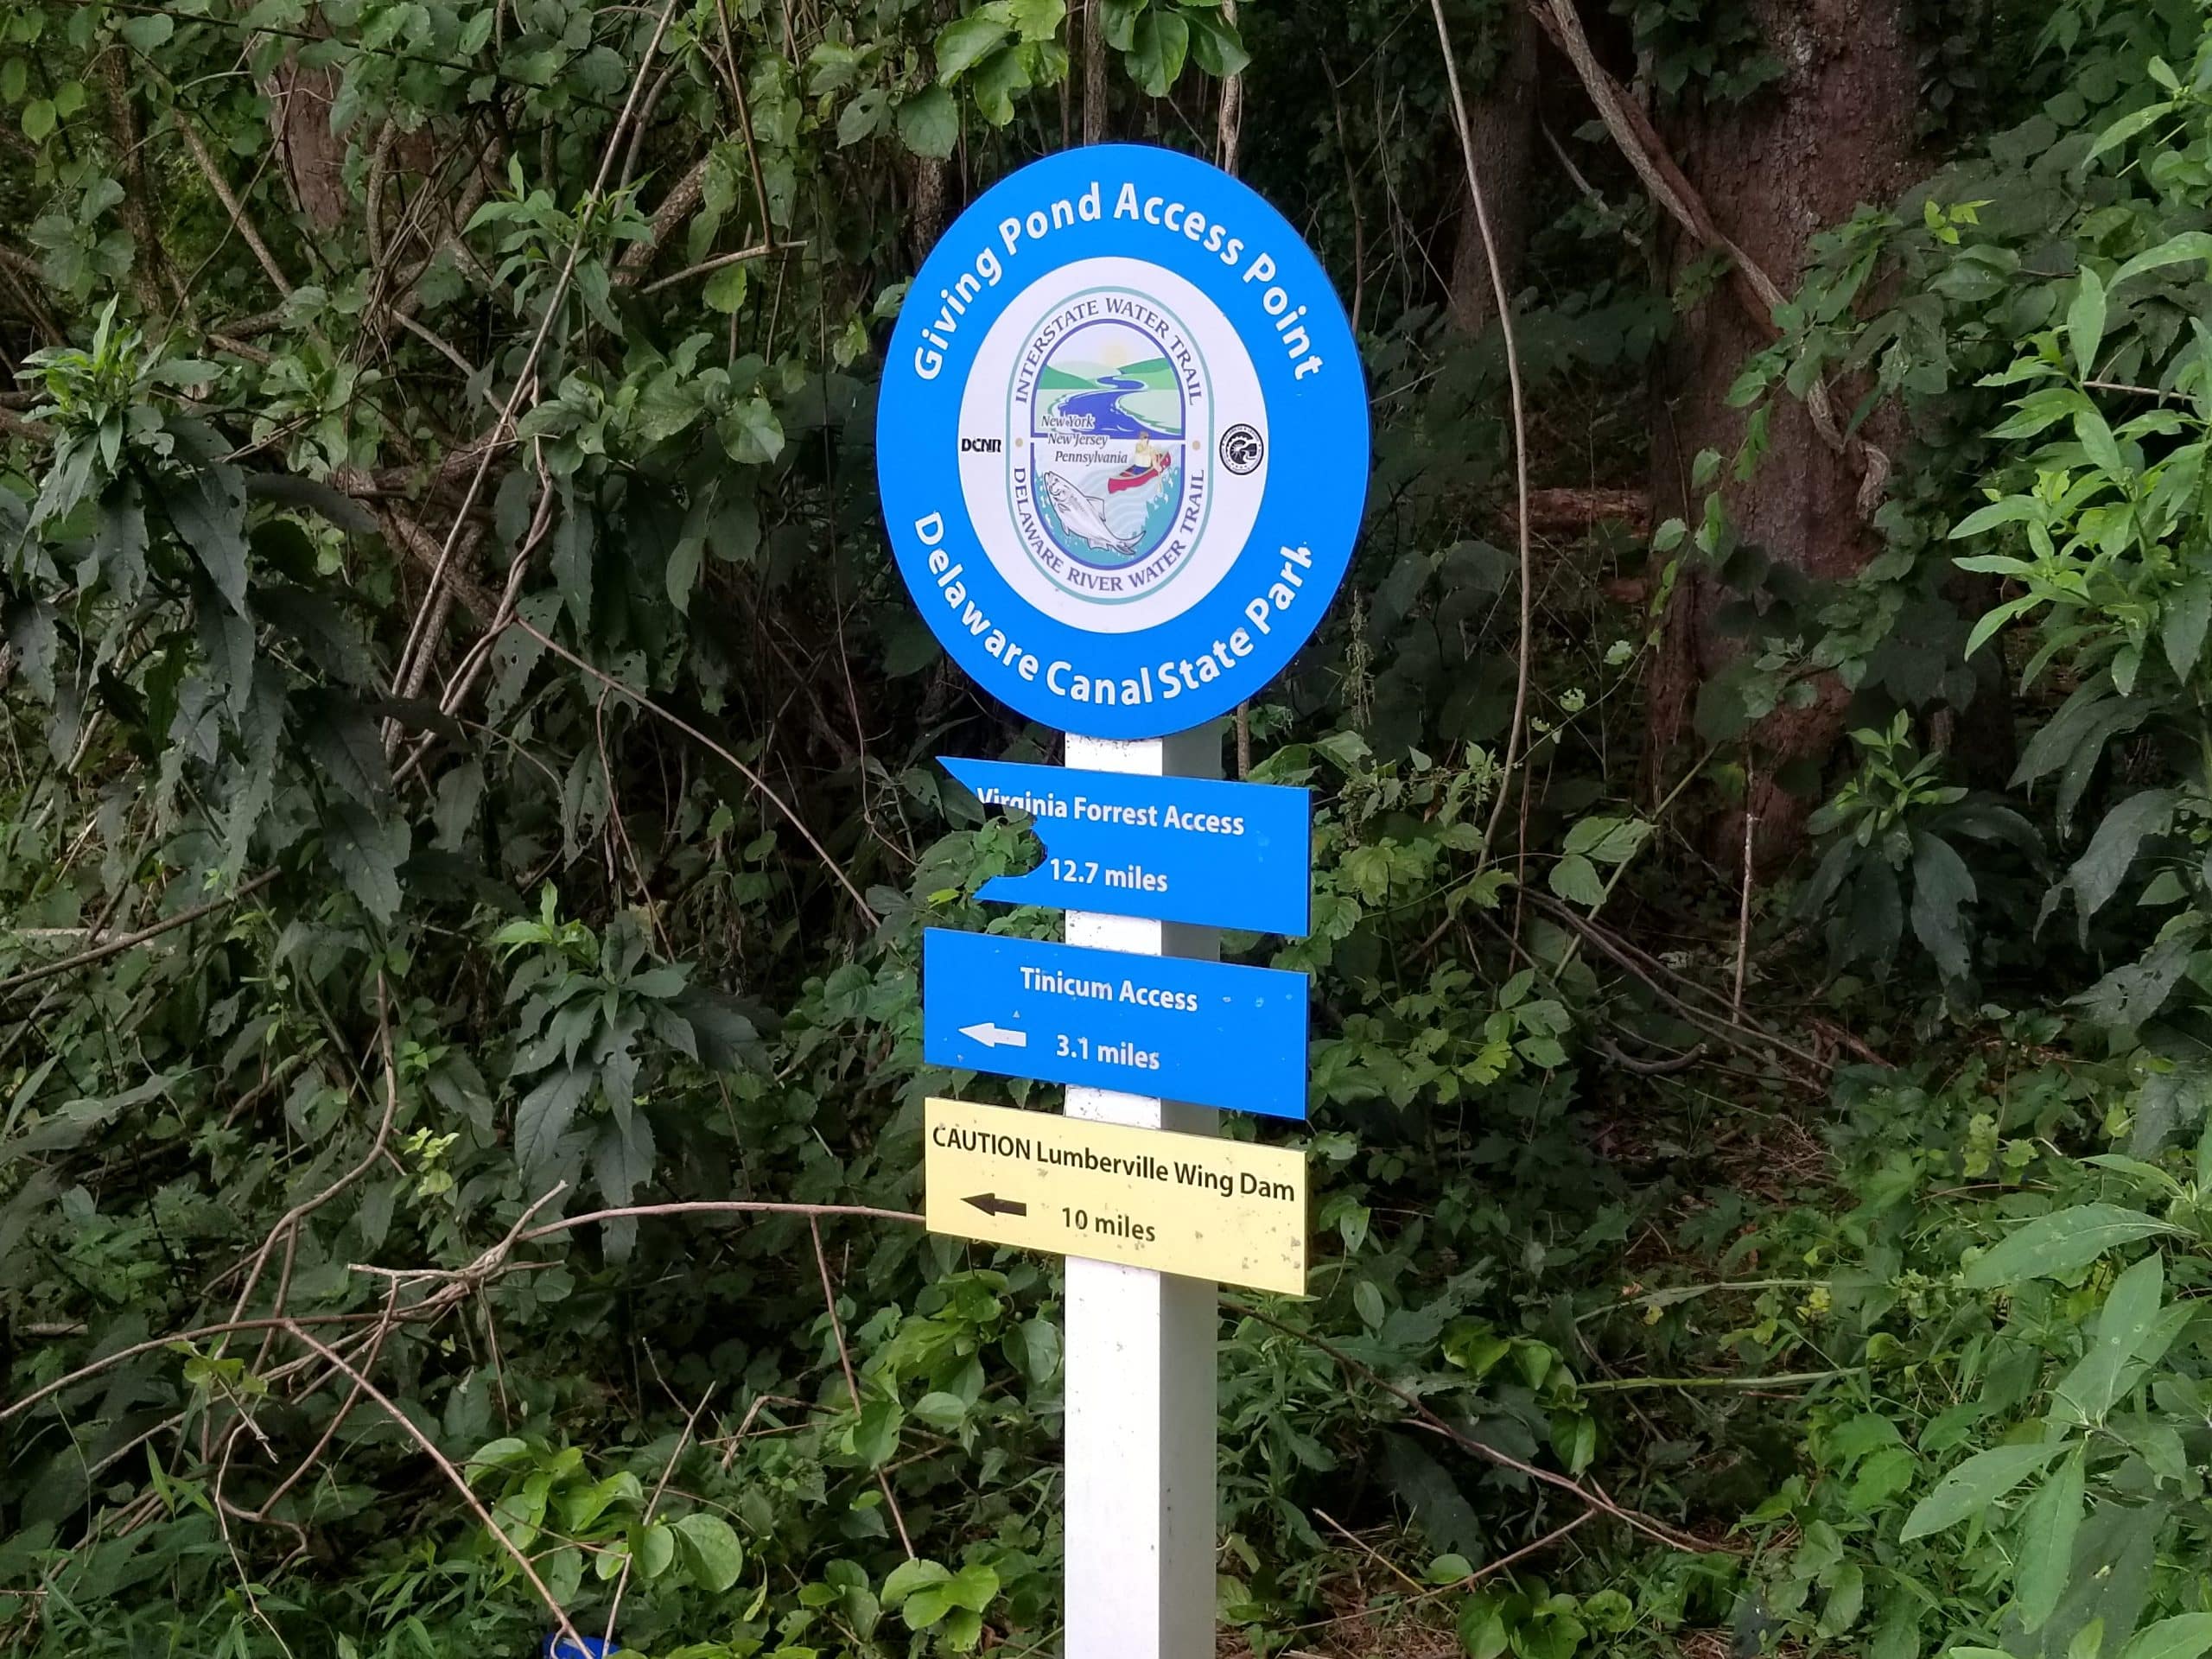 Giving Pond Access Point
INTERSTATE WATER TRAIL
New York
New Jersey
Pennsylvania
DCNR
DELAWARE RIVER WATER TRAIL
Delaware Canal State Park
Virginia Forrest Access
12.7 miles
Tinicum Access
3.1 miles
CAUTION Lumberville Wing Dam
10 miles